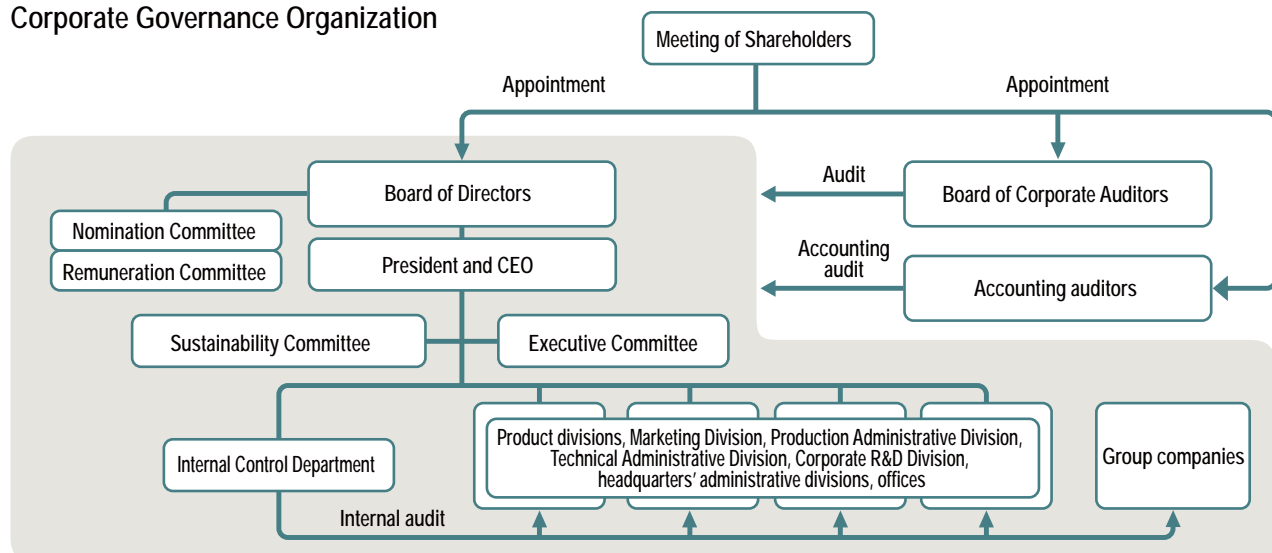 Corporate Governance Organization
Meeting of Shareholders
Appointment
Appointment
Board of Directors
Audit
Board of Corporate Auditors
Nomination Committee
Remuneration Committee
President and CEO
Accounting
audit
Accounting auditors
Sustainability Committee
Executive Committee
Internal Control Department
Product divisions, Marketing Division, Production Administrative Division,
Technical Administrative Division, Corporate R&D Division,
headquarters' administrative divisions, offices
Group companies
Internal audit